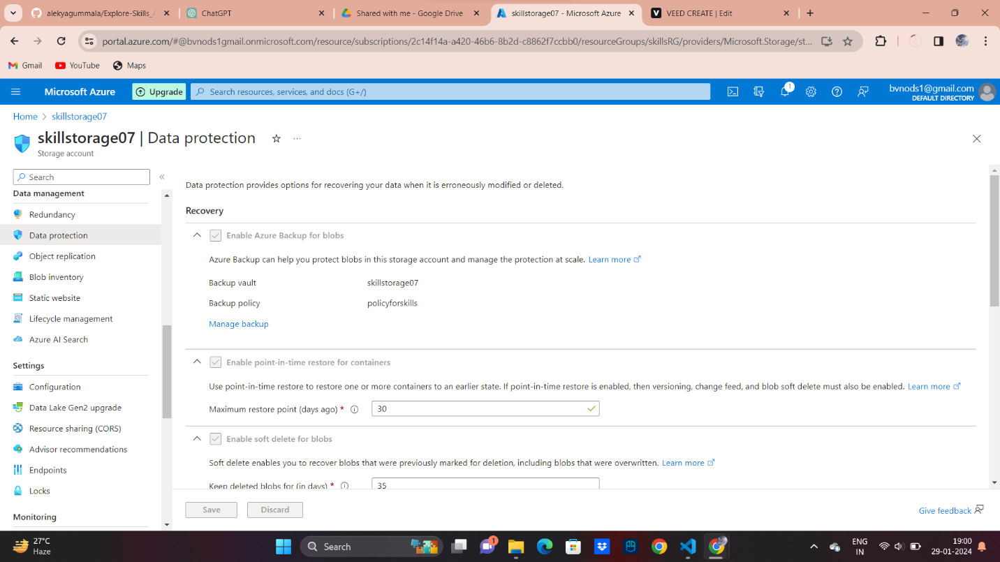 alekyagummala/Explore-Skills_/
ChatGPT
Shared with me - Google Drive
skillstorage07 - Microsoft Azure
VEED CREATE | Edit
portal.azure.com/#@bvnods1gmail.onmicrosoft.com/resource/subscriptions/2c14f14a-a420-46b6-8b2d-c8862f7ccbb0/resourceGroups/skillsRG/providers/Microsoft.Storage/st...
Gmail YouTube Maps
Microsoft Azure
Upgrade
Search resources, services, and docs (G+/)
1
bvnods1@gmail.com
DEFAULT DIRECTORY
Home > skillstorage07
skillstorage07 | Data protection
Storage account
Search
Data management
Redundancy
Data protection
Object replication
Blob inventory
Static website
Lifecycle management
Azure AI Search
Settings
Configuration
Data Lake Gen2 upgrade
Resource sharing (CORS)
Advisor recommendations
Endpoints
Locks
Monitoring
Data protection provides options for recovering your data when it is erroneously modified or deleted.
Recovery
Enable Azure Backup for blobs
Azure Backup can help you protect blobs in this storage account and manage the protection at scale. Learn more
Backup vault skillstorage07
Backup policy policyforskills
Manage backup
Enable point-in-time restore for containers
Use point-in-time restore to restore one or more containers to an earlier state. If point-in-time restore is enabled, then versioning, change feed, and blob soft delete must also be enabled. Learn more
Maximum restore point (days ago) * 30
Enable soft delete for blobs
Soft delete enables you to recover blobs that were previously marked for deletion, including blobs that were overwritten. Learn more
Keep deleted blobs for (in days) * 35
Save Discard
Give feedback
27°C
Haze
Search
1
ENG
IN
19:00
29-01-2024